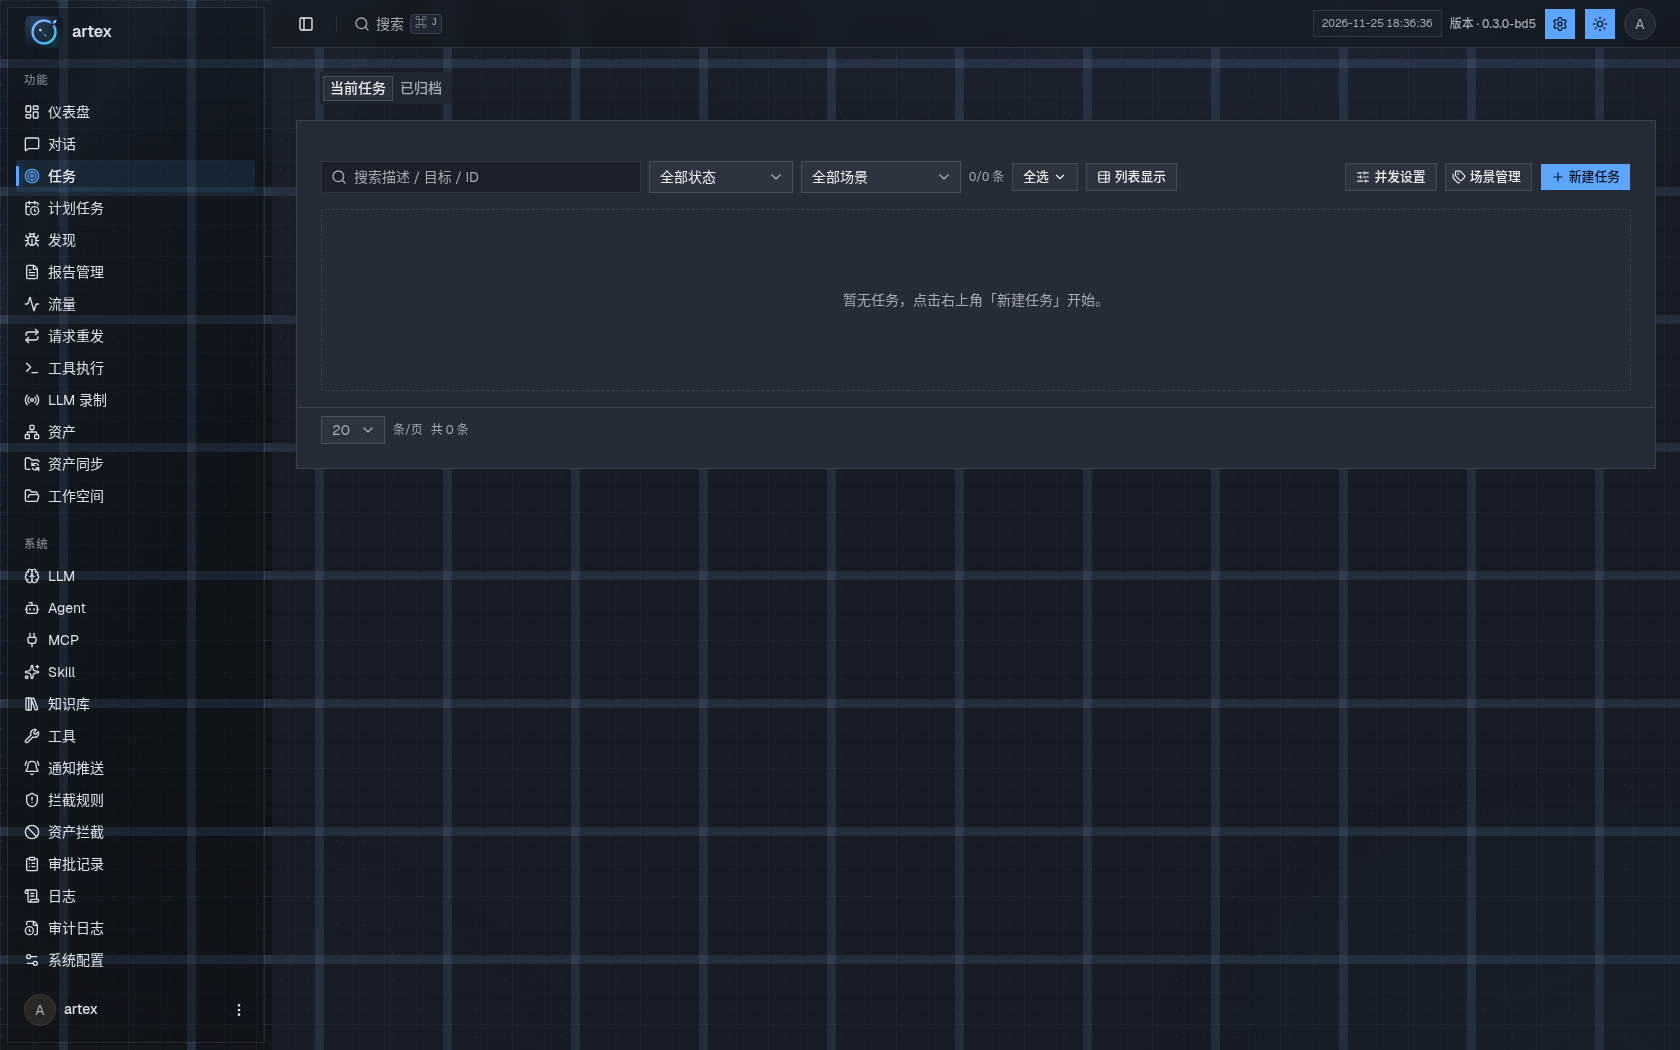 artex
搜索 ⌘ J
2026-11-25 18:36:36
版本 · 0.3.0-bd5
A
功能
仪表盘
对话
任务
计划任务
发现
报告管理
流量
请求重发
工具执行
LLM 录制
资产
资产同步
工作空间
系统
LLM
Agent
MCP
Skill
知识库
工具
通知推送
拦截规则
资产拦截
审批记录
日志
审计日志
系统配置
A artex
当前任务 已归档
搜索描述 / 目标 / ID 全部状态 全部场景 0/0 条 全选 列表显示 并发设置 场景管理 新建任务
暂无任务，点击右上角「新建任务」开始。
20 条/页 共 0 条